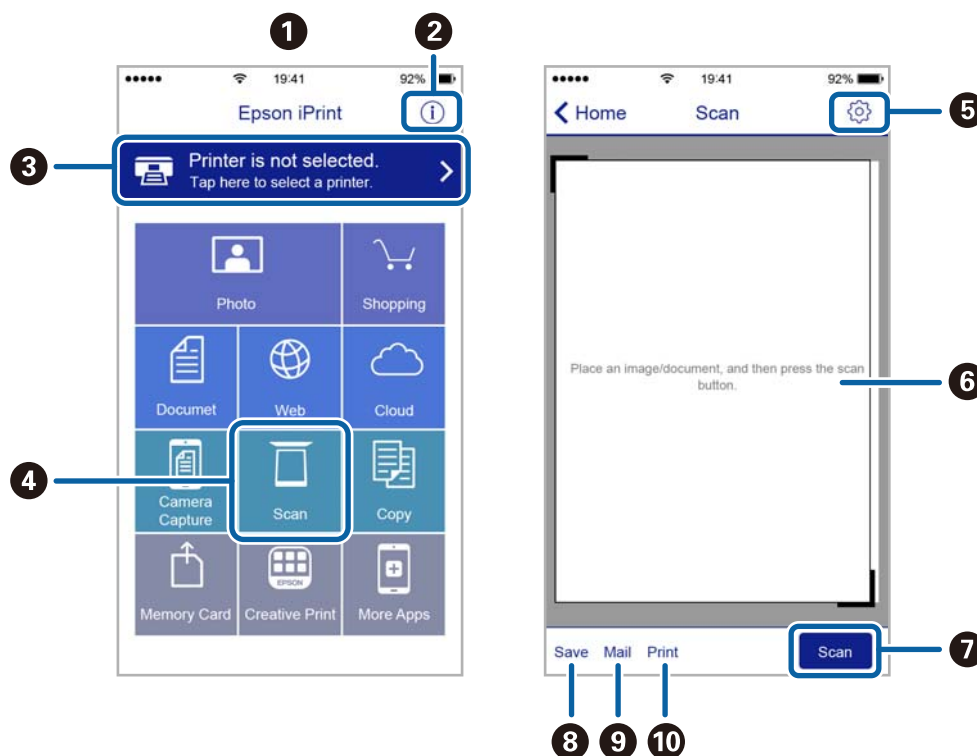 1
2
19:41
92%
Epson iPrint
3
Printer is not selected.
Tap here to select a printer.
Photo
Shopping
Documet
Web
Cloud
4
Camera
Capture
Scan
Copy
EPSON
Memory Card
Creative Print
More Apps
19:41
92%
Home
Scan
5
Place an image/document, and then press the scan
button.
6
Save
Mail
Print
Scan
7
8
9
10